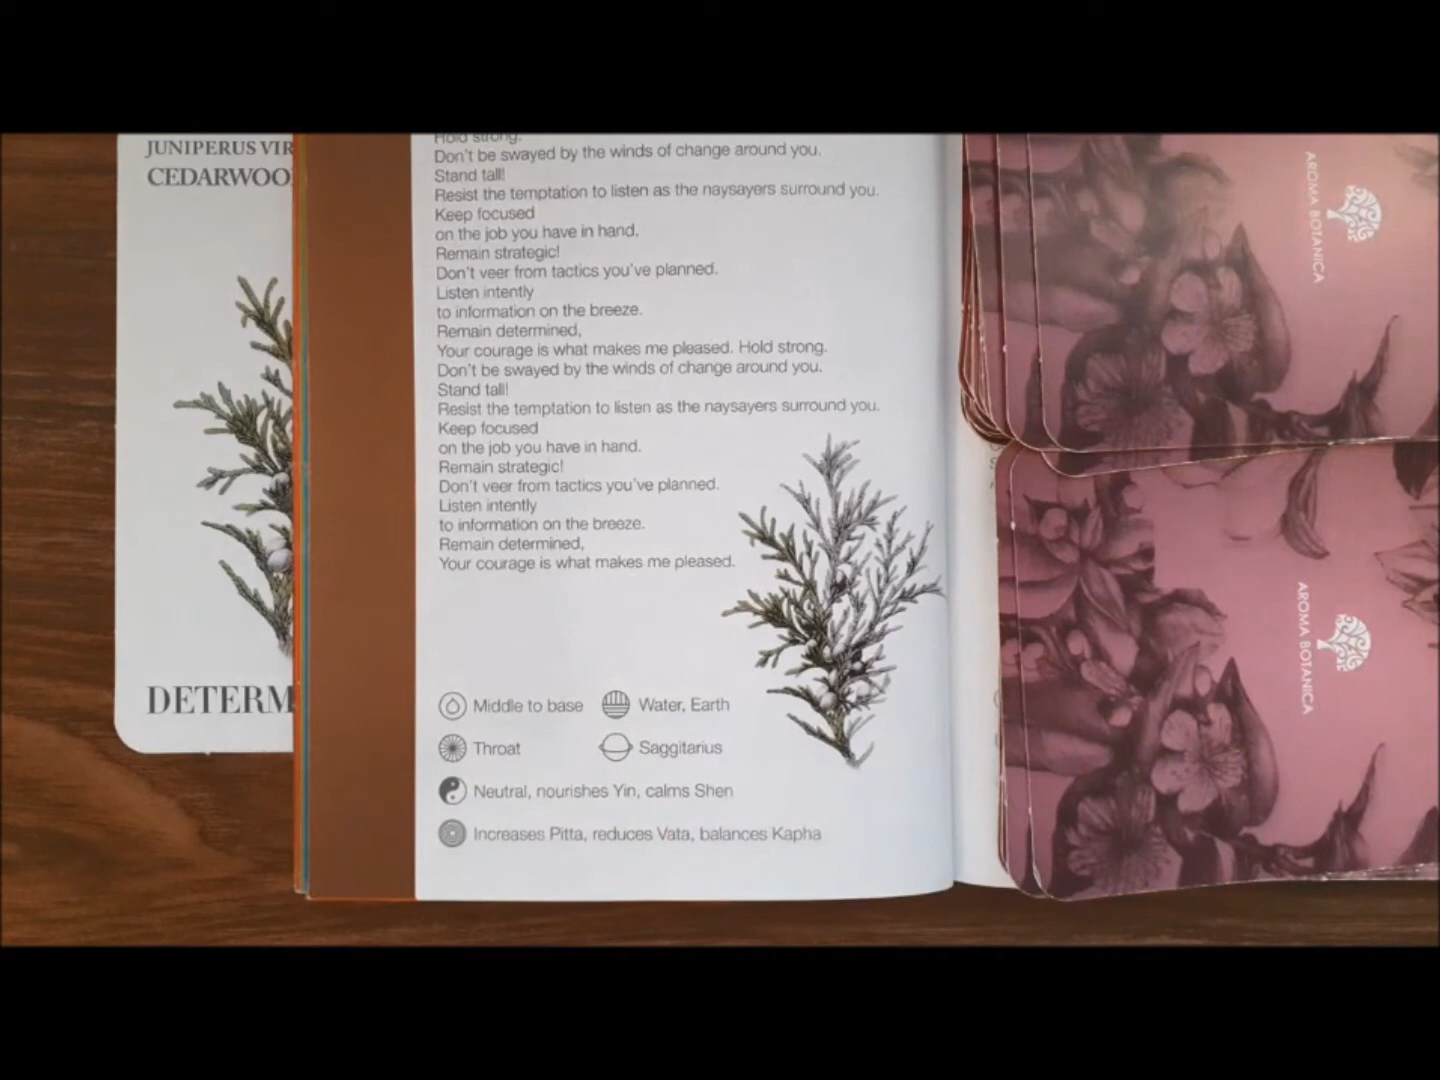 JUNIPERUS VIR
CEDARWOO
DETERM
Hold strong.
Don't be swayed by the winds of change around you.
Stand tall!
Resist the temptation to listen as the naysayers surround you.
Keep focused
on the job you have in hand.
Remain strategic!
Don't veer from tactics you've planned.
Listen intently
to information on the breeze.
Remain determined,
Your courage is what makes me pleased. Hold strong.
Don't be swayed by the winds of change around you.
Stand tall!
Resist the temptation to listen as the naysayers surround you.
Keep focused
on the job you have in hand.
Remain strategic!
Don't veer from tactics you've planned.
Listen intently
to information on the breeze.
Remain determined,
Your courage is what makes me pleased.
Middle to base
Water, Earth
Throat
Saggitarius
Neutral, nourishes Yin, calms Shen
Increases Pitta, reduces Vata, balances Kapha
AROMA BOTANICA
AROMA BOTANICA